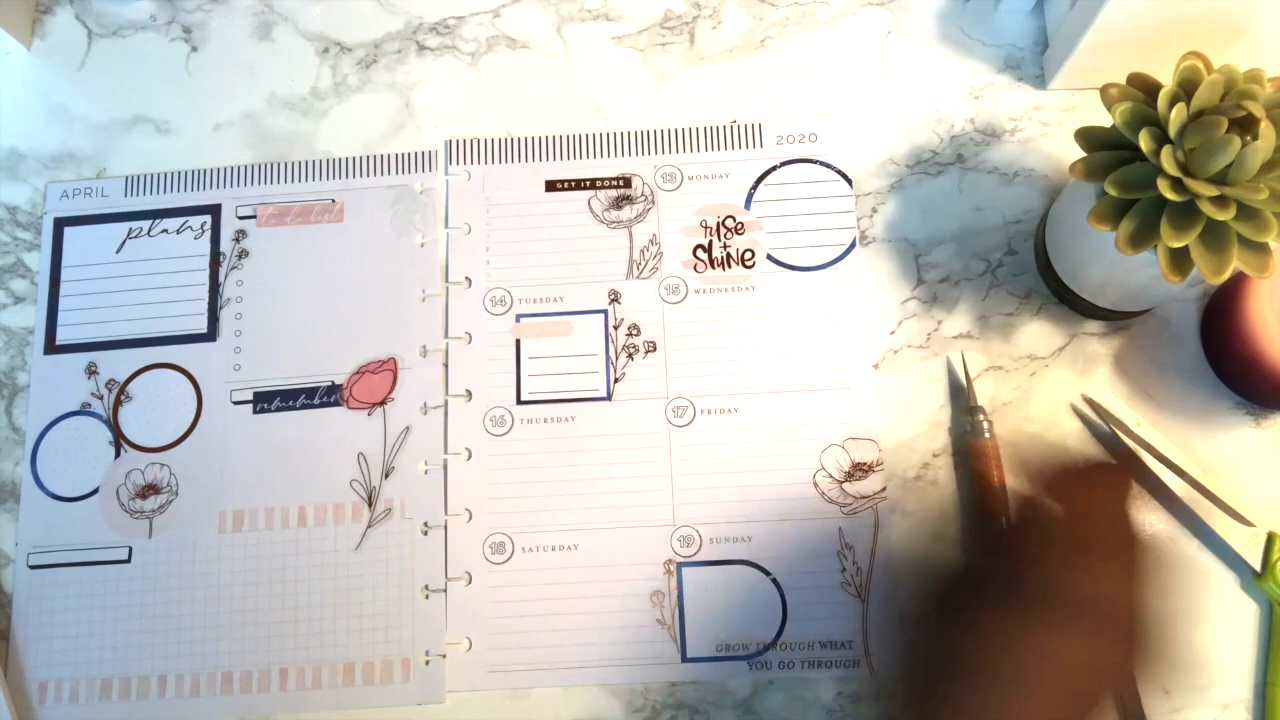 APRIL
plans
to do list
remember
2020
GET IT DONE
13 MONDAY
rise
+
SHINE
14 TUESDAY
15 WEDNESDAY
16 THURSDAY
17 FRIDAY
18 SATURDAY
19 SUNDAY
GROW THROUGH WHAT
YOU GO THROUGH